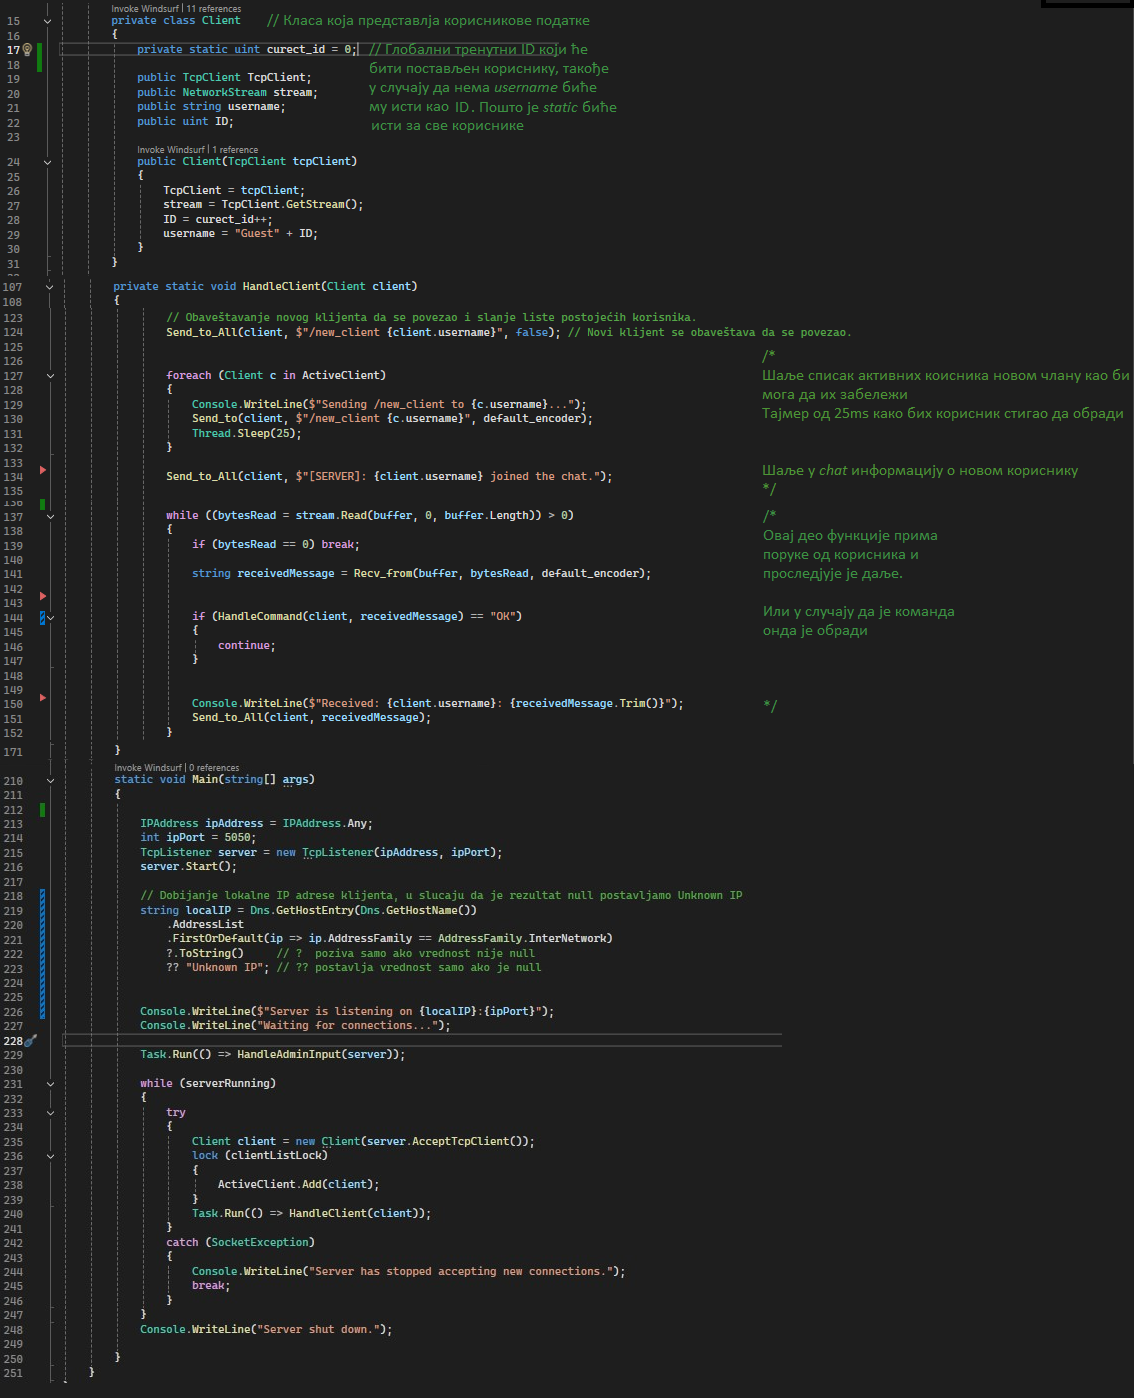 Invoke Windsurf | 11 references
15 private class Client // Класа која представлја корисникове податке
16 {
17 private static uint curect_id = 0; // Глобални тренутни ID који ће
18 бити постављен кориснику, такође
19 public TcpClient TcpClient;
20 public NetworkStream stream; у случају да нема username биће
21 public string username; му исти као ID. Пошто је static биће
22 public uint ID; исти за све кориснике
23
Invoke Windsurf | 1 reference
24 public Client(TcpClient tcpClient)
25 {
26 TcpClient = tcpClient;
27 stream = TcpClient.GetStream();
28 ID = curect_id++;
29 username = "Guest" + ID;
30 }
31 }
107 private static void HandleClient(Client client)
108 {
123 // Obaveštavanje novog klijenta da se povezao i slanje liste postojećih korisnika.
124 Send_to_All(client, $"/new_client {client.username}", false); // Novi klijent se obaveštava da se povezao.
125
126 /*
127 foreach (Client c in ActiveClient) Шаље списак активних коисника новом члану као би
128 { мога да их забележи
129 Console.WriteLine($"Sending /new_client to {c.username}...");
130 Send_to(client, $"/new_client {c.username}", default_encoder); Тајмер од 25ms како бих корисник стигао да обради
131 Thread.Sleep(25);
132 }
133
134 Send_to_All(client, $"[SERVER]: {client.username} joined the chat."); Шаље у chat информацију о новом кориснику
135 */
136
137 while ((bytesRead = stream.Read(buffer, 0, buffer.Length)) > 0) /*
138 { Овај део функције прима
139 if (bytesRead == 0) break; поруке од корисника и
140
141 string receivedMessage = Recv_from(buffer, bytesRead, default_encoder); проследјује је даље.
142
143
144 if (HandleCommand(client, receivedMessage) == "OK") Или у случају да је команда
145 { онда је обради
146 continue;
147 }
148
149
150 Console.WriteLine($"Received: {client.username}: {receivedMessage.Trim()}"); */
151 Send_to_All(client, receivedMessage);
152 }
171 }
Invoke Windsurf | 0 references
210 static void Main(string[] args)
211 {
212
213 IPAddress ipAddress = IPAddress.Any;
214 int ipPort = 5050;
215 TcpListener server = new TcpListener(ipAddress, ipPort);
216 server.Start();
217
218 // Dobijanje lokalne IP adrese klijenta, u slucaju da je rezultat null postavljamo Unknown IP
219 string localIP = Dns.GetHostEntry(Dns.GetHostName())
220 .AddressList
221 .FirstOrDefault(ip => ip.AddressFamily == AddressFamily.InterNetwork)
222 ?.ToString() // ? poziva samo ako vrednost nije null
223 ?? "Unknown IP"; // ?? postavlja vrednost samo ako je null
224
225
226 Console.WriteLine($"Server is listening on {localIP}:{ipPort}");
227 Console.WriteLine("Waiting for connections...");
228
229 Task.Run(() => HandleAdminInput(server));
230
231 while (serverRunning)
232 {
233 try
234 {
235 Client client = new Client(server.AcceptTcpClient());
236 lock (clientListLock)
237 {
238 ActiveClient.Add(client);
239 }
240 Task.Run(() => HandleClient(client));
241 }
242 catch (SocketException)
243 {
244 Console.WriteLine("Server has stopped accepting new connections.");
245 break;
246 }
247 }
248 Console.WriteLine("Server shut down.");
249
250 }
251 }